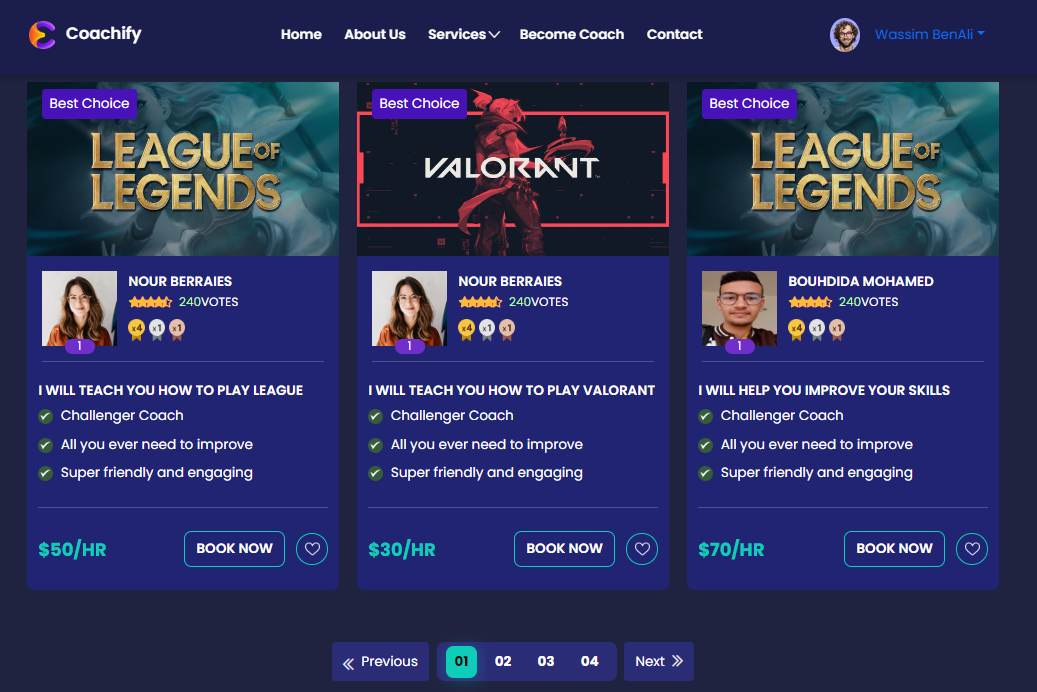 Coachify
Home
About Us
Services
Become Coach
Contact
Wassim BenAli
Best Choice
LEAGUE OF
LEGENDS
NOUR BERRAIES
240VOTES
x4 x1 x1
1
I WILL TEACH YOU HOW TO PLAY LEAGUE
Challenger Coach
All you ever need to improve
Super friendly and engaging
$50/HR
BOOK NOW
Best Choice
VALORANT
NOUR BERRAIES
240VOTES
x4 x1 x1
1
I WILL TEACH YOU HOW TO PLAY VALORANT
Challenger Coach
All you ever need to improve
Super friendly and engaging
$30/HR
BOOK NOW
Best Choice
LEAGUE OF
LEGENDS
BOUHDIDA MOHAMED
240VOTES
x4 x1 x1
1
I WILL HELP YOU IMPROVE YOUR SKILLS
Challenger Coach
All you ever need to improve
Super friendly and engaging
$70/HR
BOOK NOW
Previous
01
02
03
04
Next